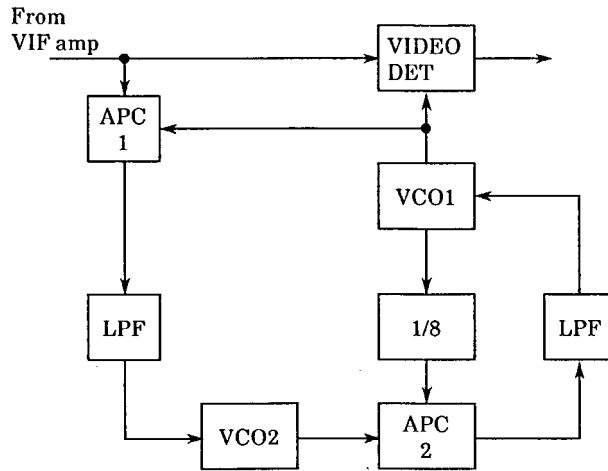 From
VIF amp
VIDEO
DET
APC
1
VCO1
LPF
1/8
LPF
VCO2
APC
2